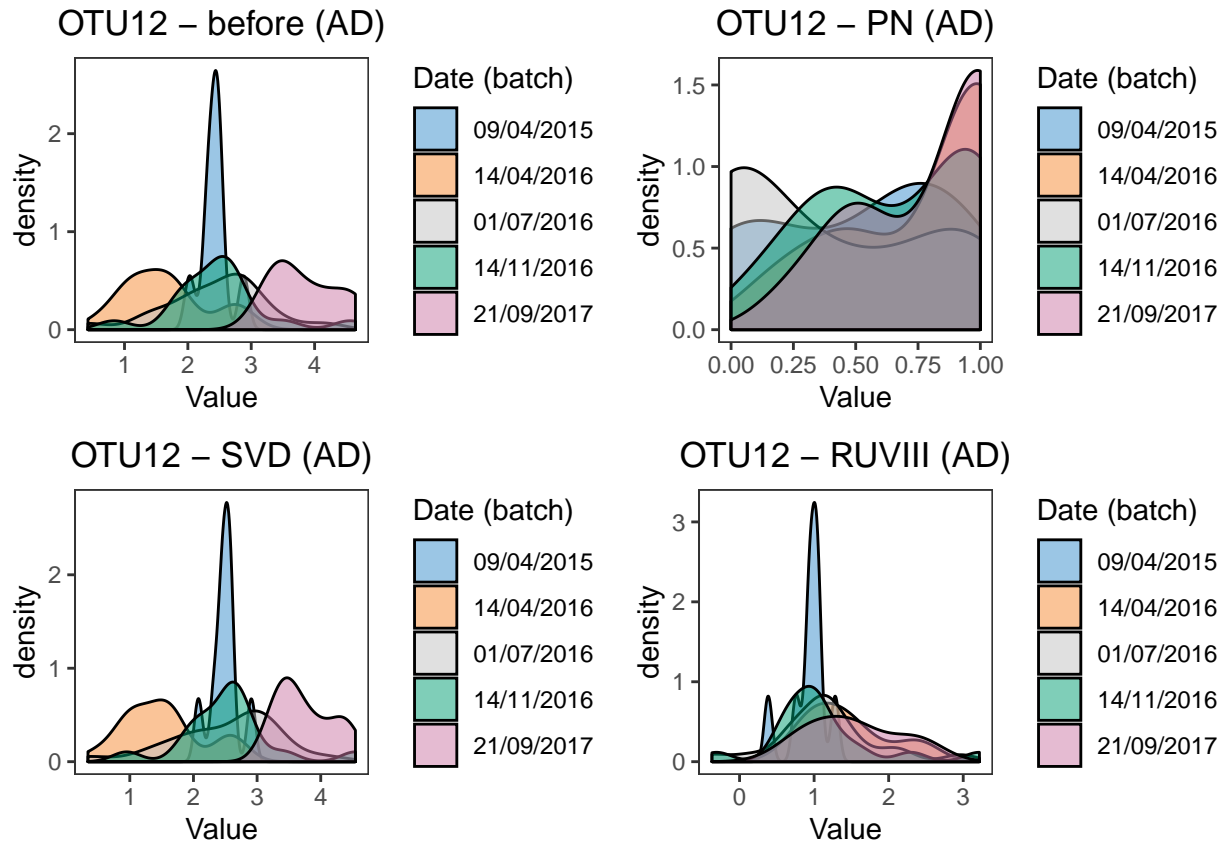 OTU12 – before (AD)
density
2
1
0
1 2 3 4
Value
Date (batch)
09/04/2015
14/04/2016
01/07/2016
14/11/2016
21/09/2017
OTU12 – PN (AD)
density
1.5
1.0
0.5
0.0
0.00 0.25 0.50 0.75 1.00
Value
Date (batch)
09/04/2015
14/04/2016
01/07/2016
14/11/2016
21/09/2017
OTU12 – SVD (AD)
density
2
1
0
1 2 3 4
Value
Date (batch)
09/04/2015
14/04/2016
01/07/2016
14/11/2016
21/09/2017
OTU12 – RUVIII (AD)
density
3
2
1
0
0 1 2 3
Value
Date (batch)
09/04/2015
14/04/2016
01/07/2016
14/11/2016
21/09/2017